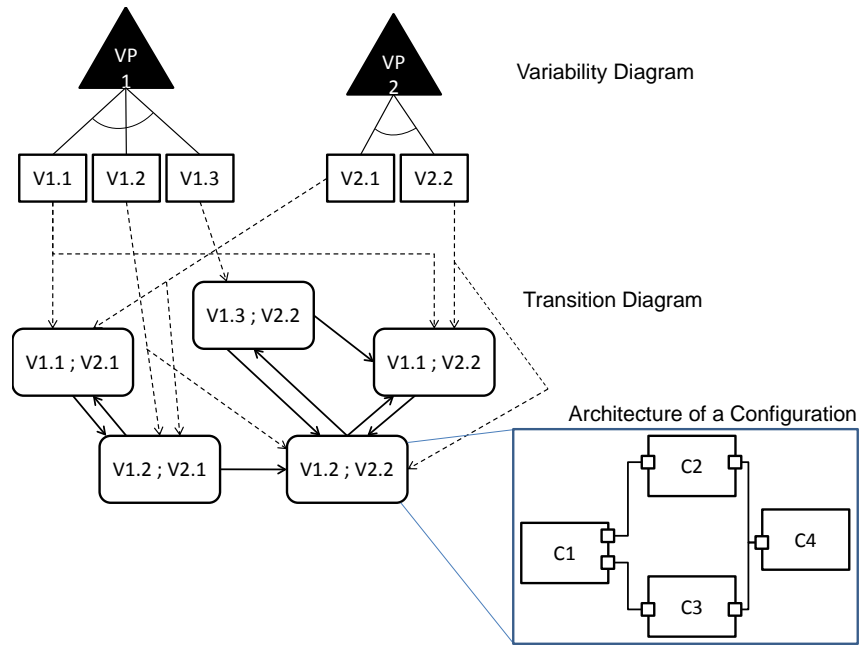 VP
1
VP
2
Variability Diagram
V1.1
V1.2
V1.3
V2.1
V2.2
Transition Diagram
V1.3 ; V2.2
V1.1 ; V2.1
V1.1 ; V2.2
Architecture of a Configuration
V1.2 ; V2.1
V1.2 ; V2.2
C2
C1
C4
C3